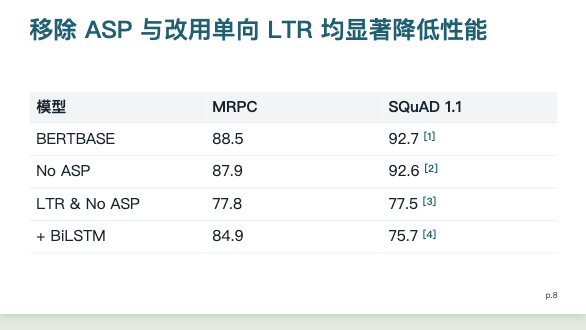 移除 ASP 与改用单向 LTR 均显著降低性能
模型 MRPC SQuAD 1.1
BERTBASE 88.5 92.7 [1]
No ASP 87.9 92.6 [2]
LTR & No ASP 77.8 77.5 [3]
+ BiLSTM 84.9 75.7 [4]
p.8